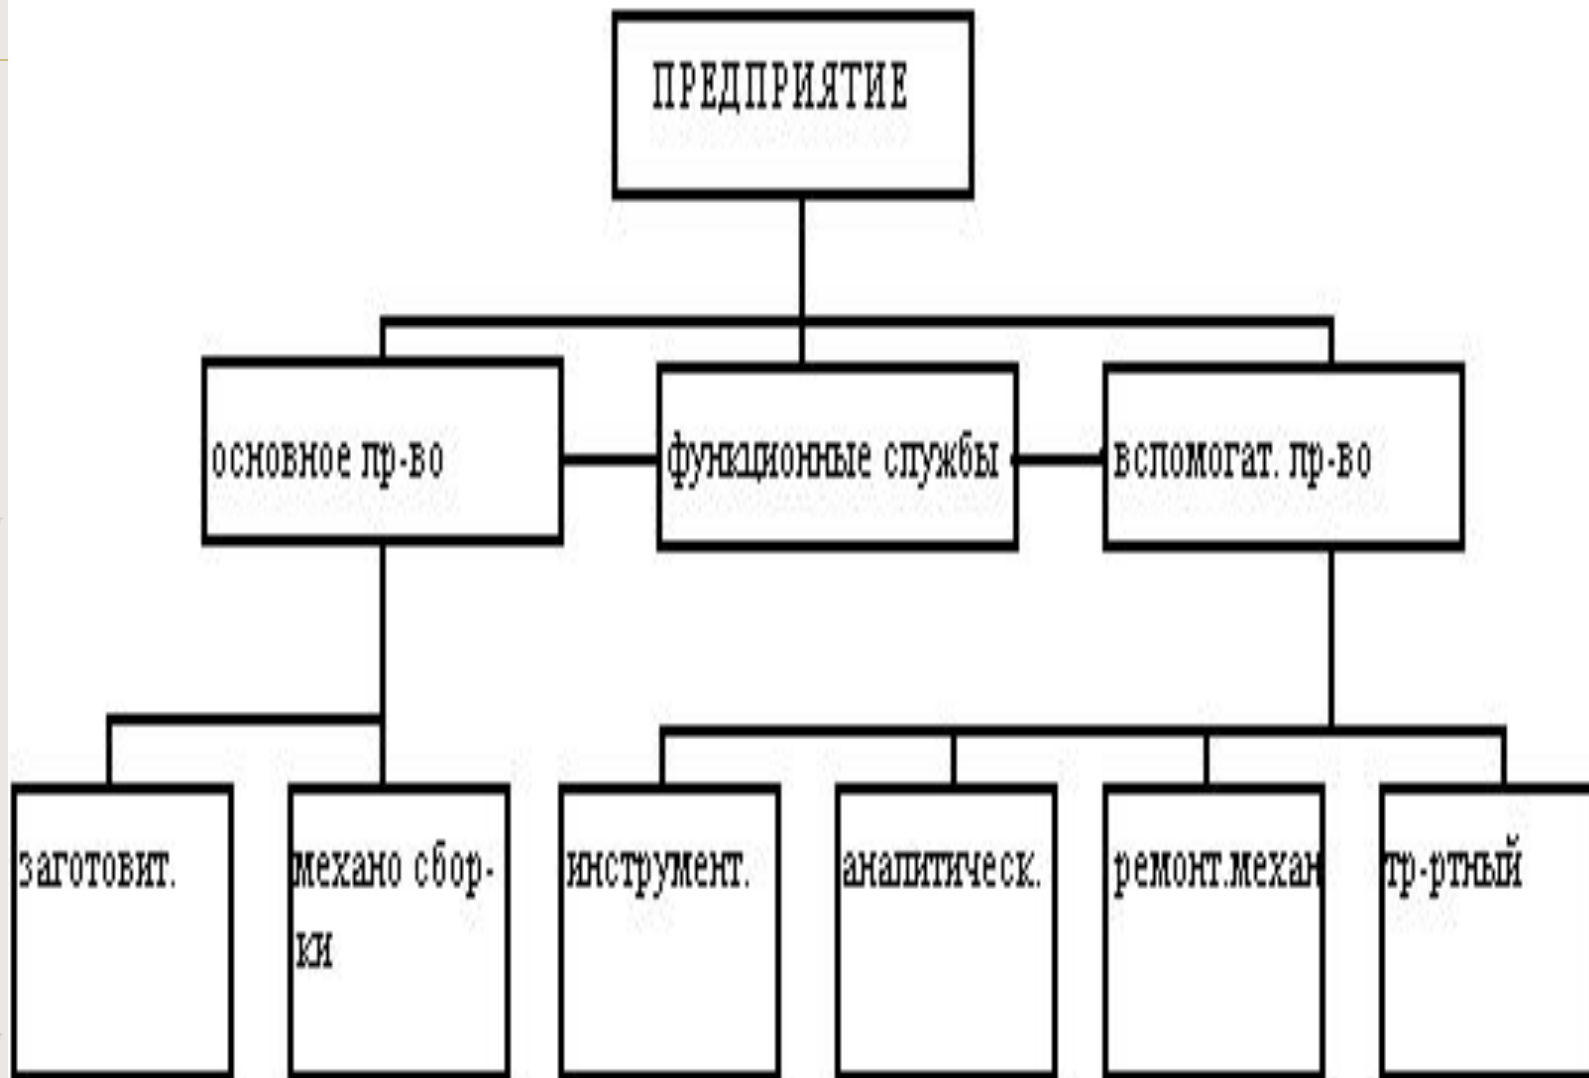 ПРЕДПРИЯТИЕ
основное пр-во
функционные службы
вспомогат. пр-во
заготовит.
механо сбор-
ки
инструмент.
аналитическ.
ремонт.механ
тр-ртный